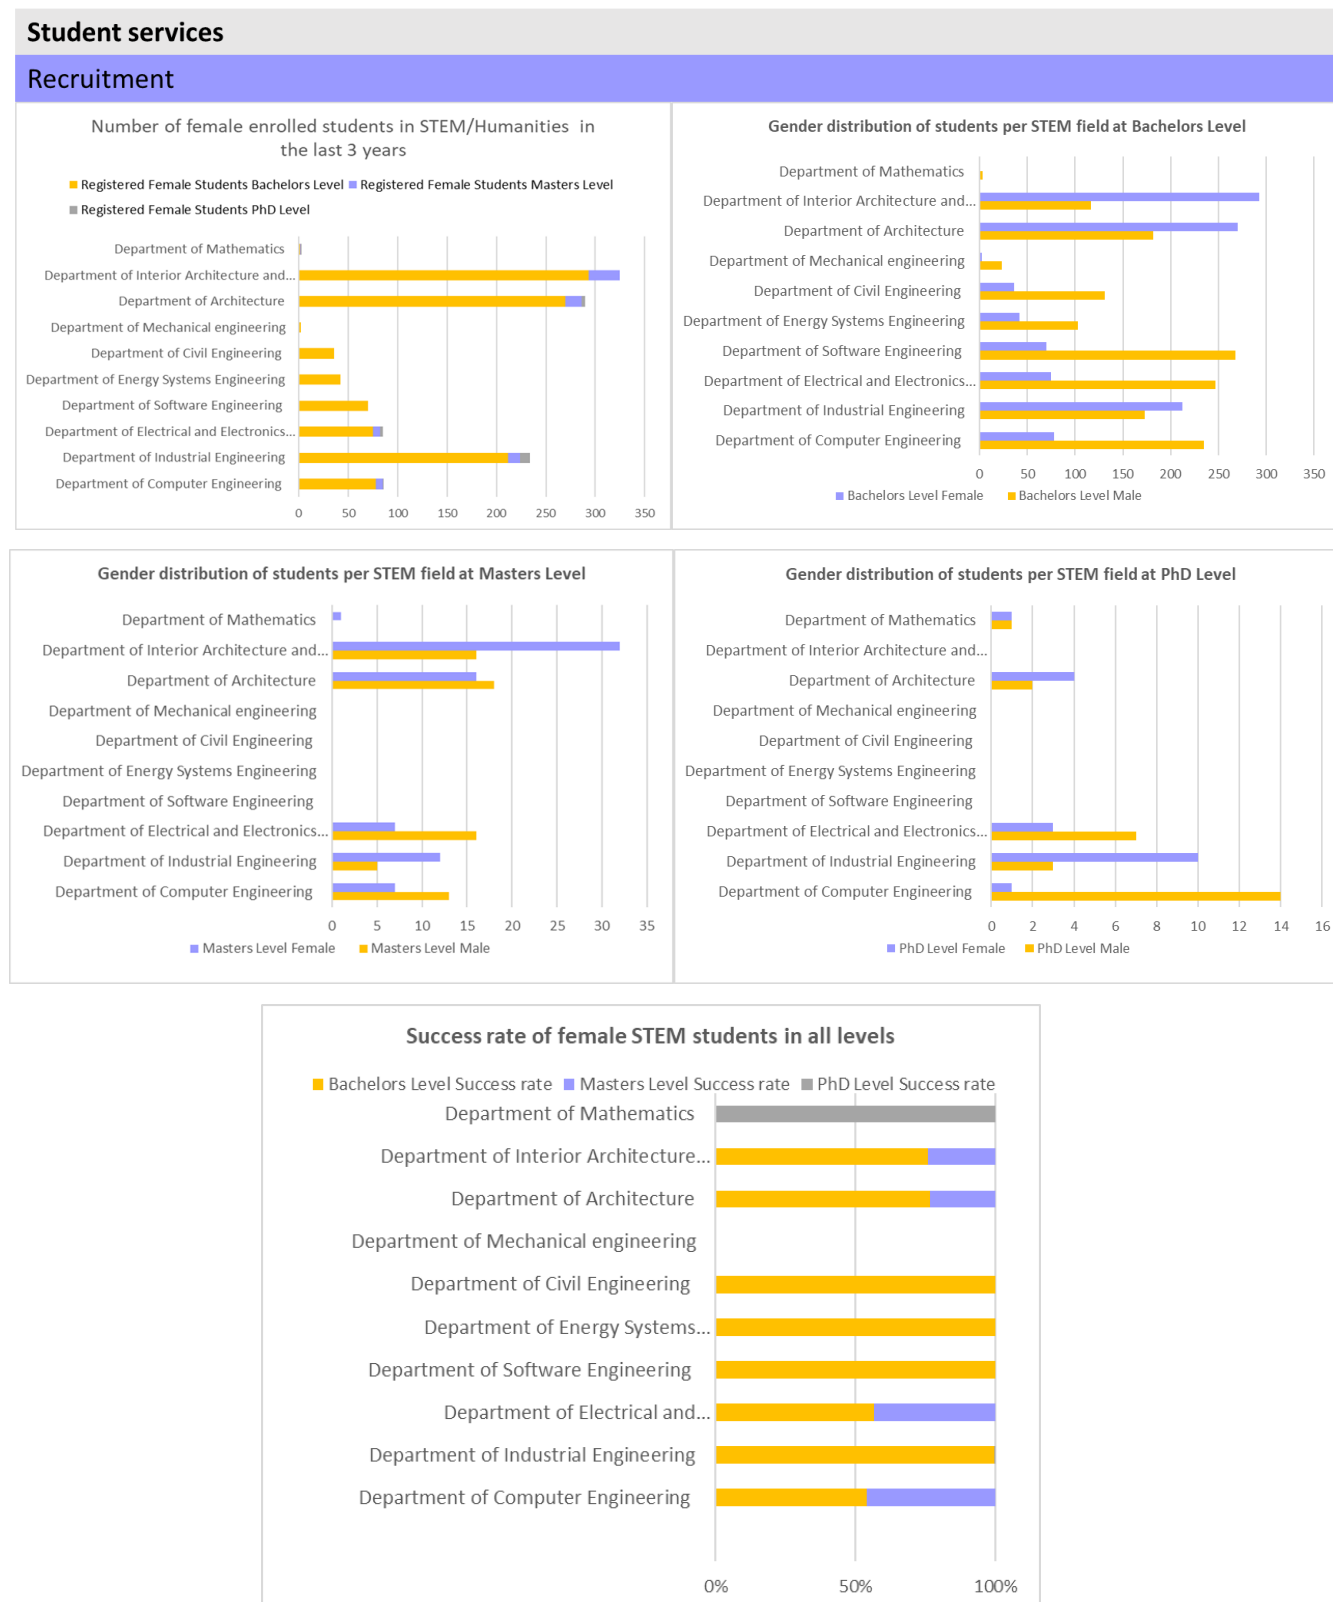 Student services
Recruitment
Number of female enrolled students in STEM/Humanities in
the last 3 years
Registered Female Students Bachelors Level Registered Female Students Masters Level
Registered Female Students PhD Level
Department of Mathematics
Department of Interior Architecture and...
Department of Architecture
Department of Mechanical engineering
Department of Civil Engineering
Department of Energy Systems Engineering
Department of Software Engineering
Department of Electrical and Electronics...
Department of Industrial Engineering
Department of Computer Engineering
0 50 100 150 200 250 300 350
Gender distribution of students per STEM field at Bachelors Level
Department of Mathematics
Department of Interior Architecture and...
Department of Architecture
Department of Mechanical engineering
Department of Civil Engineering
Department of Energy Systems Engineering
Department of Software Engineering
Department of Electrical and Electronics...
Department of Industrial Engineering
Department of Computer Engineering
0 50 100 150 200 250 300 350
Bachelors Level Female Bachelors Level Male
Gender distribution of students per STEM field at Masters Level
Department of Mathematics
Department of Interior Architecture and...
Department of Architecture
Department of Mechanical engineering
Department of Civil Engineering
Department of Energy Systems Engineering
Department of Software Engineering
Department of Electrical and Electronics...
Department of Industrial Engineering
Department of Computer Engineering
0 5 10 15 20 25 30 35
Masters Level Female Masters Level Male
Gender distribution of students per STEM field at PhD Level
Department of Mathematics
Department of Interior Architecture and...
Department of Architecture
Department of Mechanical engineering
Department of Civil Engineering
Department of Energy Systems Engineering
Department of Software Engineering
Department of Electrical and Electronics...
Department of Industrial Engineering
Department of Computer Engineering
0 2 4 6 8 10 12 14 16
PhD Level Female PhD Level Male
Success rate of female STEM students in all levels
Bachelors Level Success rate Masters Level Success rate PhD Level Success rate
Department of Mathematics
Department of Interior Architecture...
Department of Architecture
Department of Mechanical engineering
Department of Civil Engineering
Department of Energy Systems...
Department of Software Engineering
Department of Electrical and...
Department of Industrial Engineering
Department of Computer Engineering
0% 50% 100%